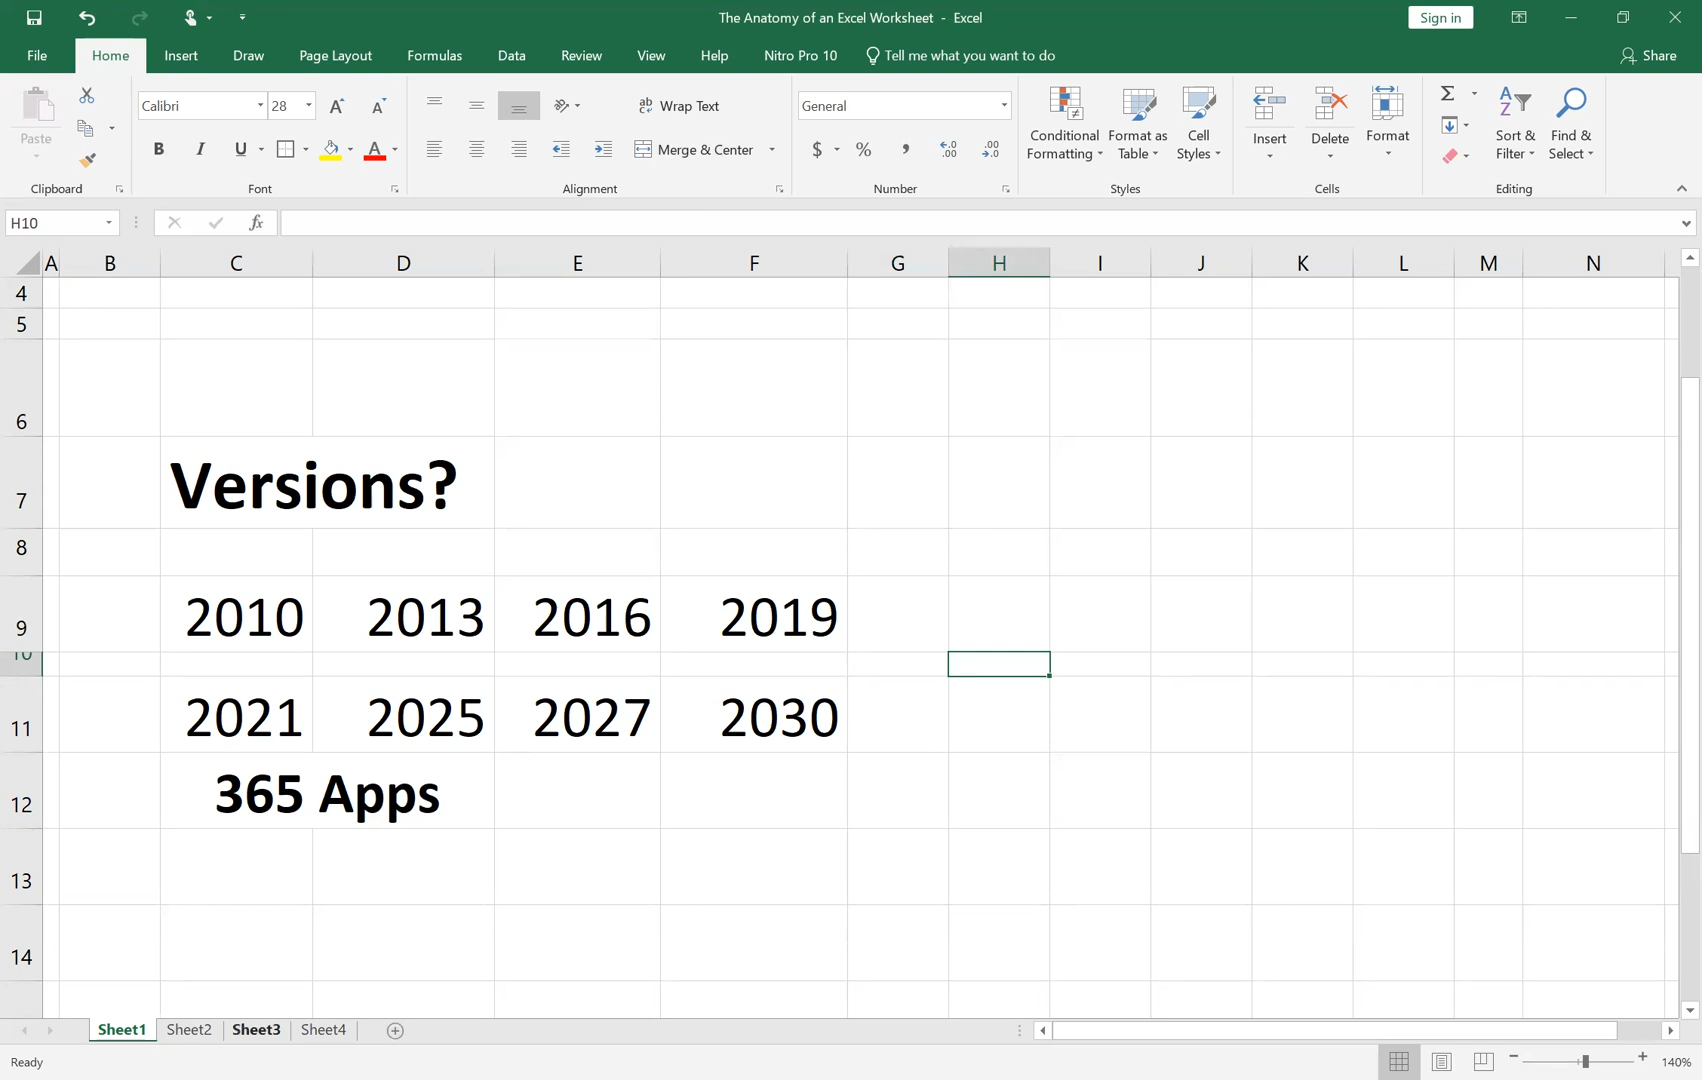 The Anatomy of an Excel Worksheet - Excel
Sign in
File Home Insert Draw Page Layout Formulas Data Review View Help Nitro Pro 10 Tell me what you want to do Share
Paste
Calibri 28
Wrap Text
General
B I U A
Merge & Center
$ % , .00 .00
Conditional Formatting
Format as Table
Cell Styles
Insert
Delete
Format
Sort & Filter
Find & Select
Clipboard Font Alignment Number Styles Cells Editing
H10 fx
A B C D E F G H I J K L M N
4
5
6
7 Versions?
8
9 2010 2013 2016 2019
10
11 2021 2025 2027 2030
12 365 Apps
13
14
Sheet1 Sheet2 Sheet3 Sheet4
Ready 140%